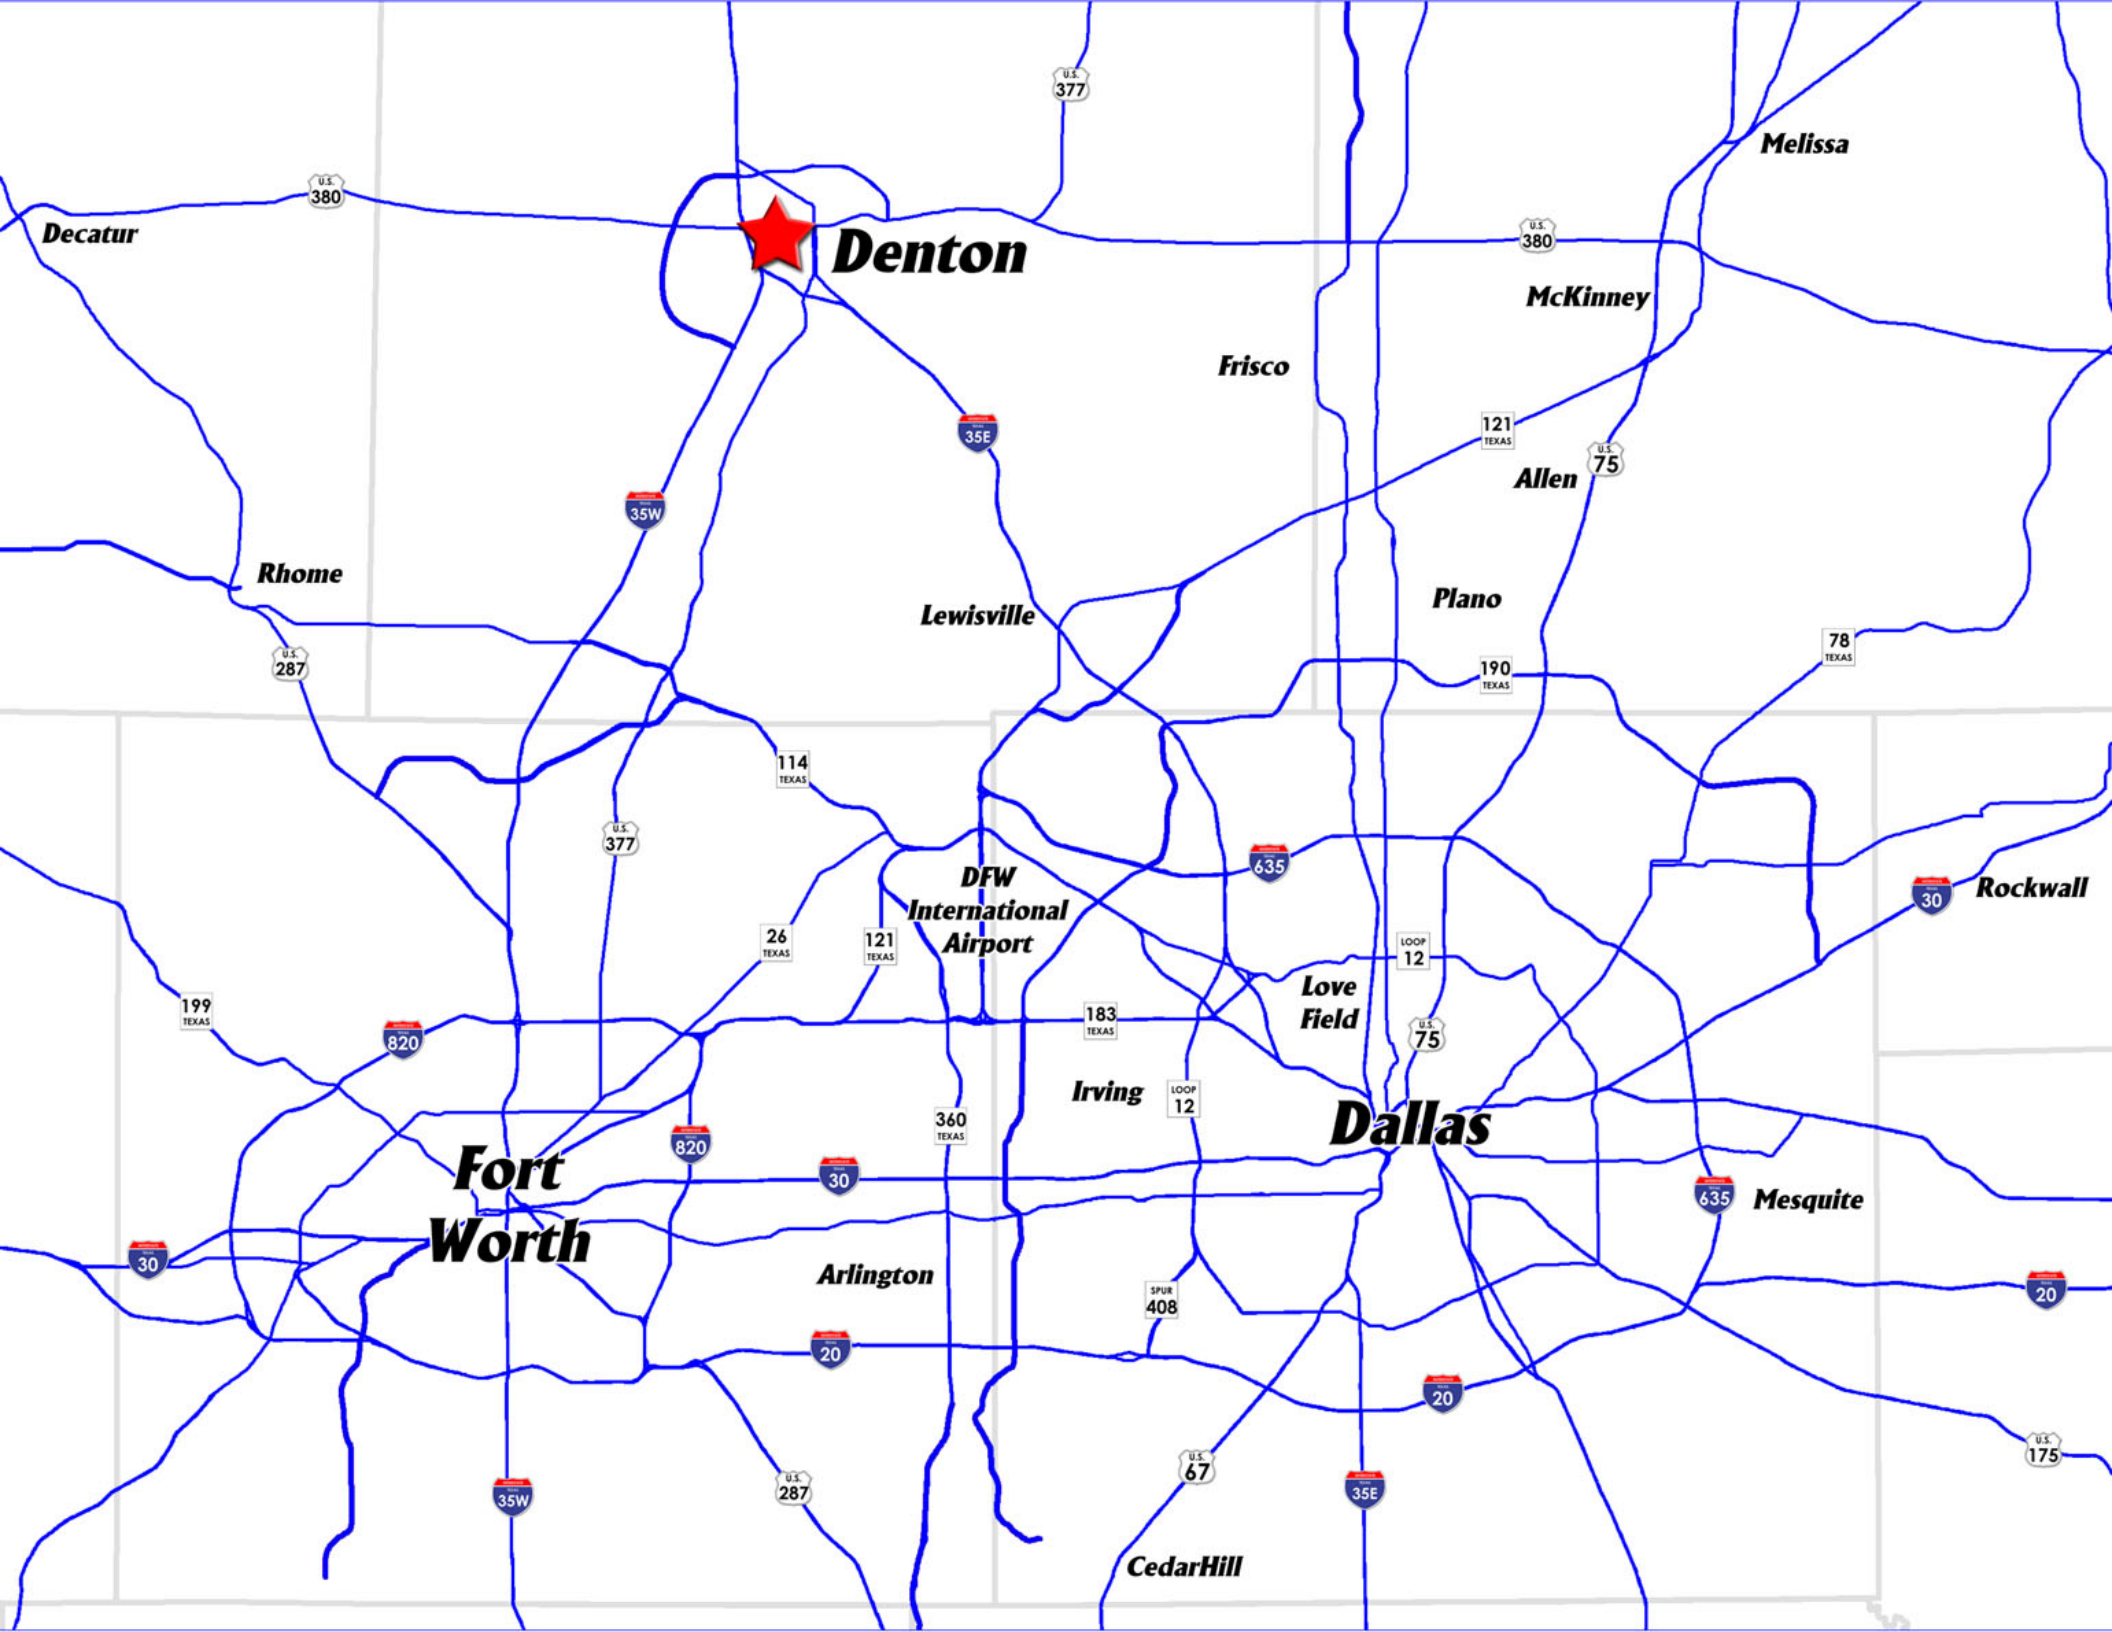 U.S.
377
Melissa
U.S.
380
Decatur
Denton
U.S.
380
McKinney
Frisco
35E
121
TEXAS
U.S.
75
Allen
35W
Rhome
Lewisville
Plano
U.S.
287
78
TEXAS
190
TEXAS
114
TEXAS
U.S.
377
635
DFW
International
Airport
30
Rockwall
26
TEXAS
121
TEXAS
LOOP
12
Love
Field
199
TEXAS
820
183
TEXAS
U.S.
75
Irving
LOOP
12
360
TEXAS
Dallas
820
Fort
Worth
30
635
Mesquite
30
Arlington
SPUR
408
20
20
20
U.S.
175
U.S.
67
35W
U.S.
287
35E
CedarHill